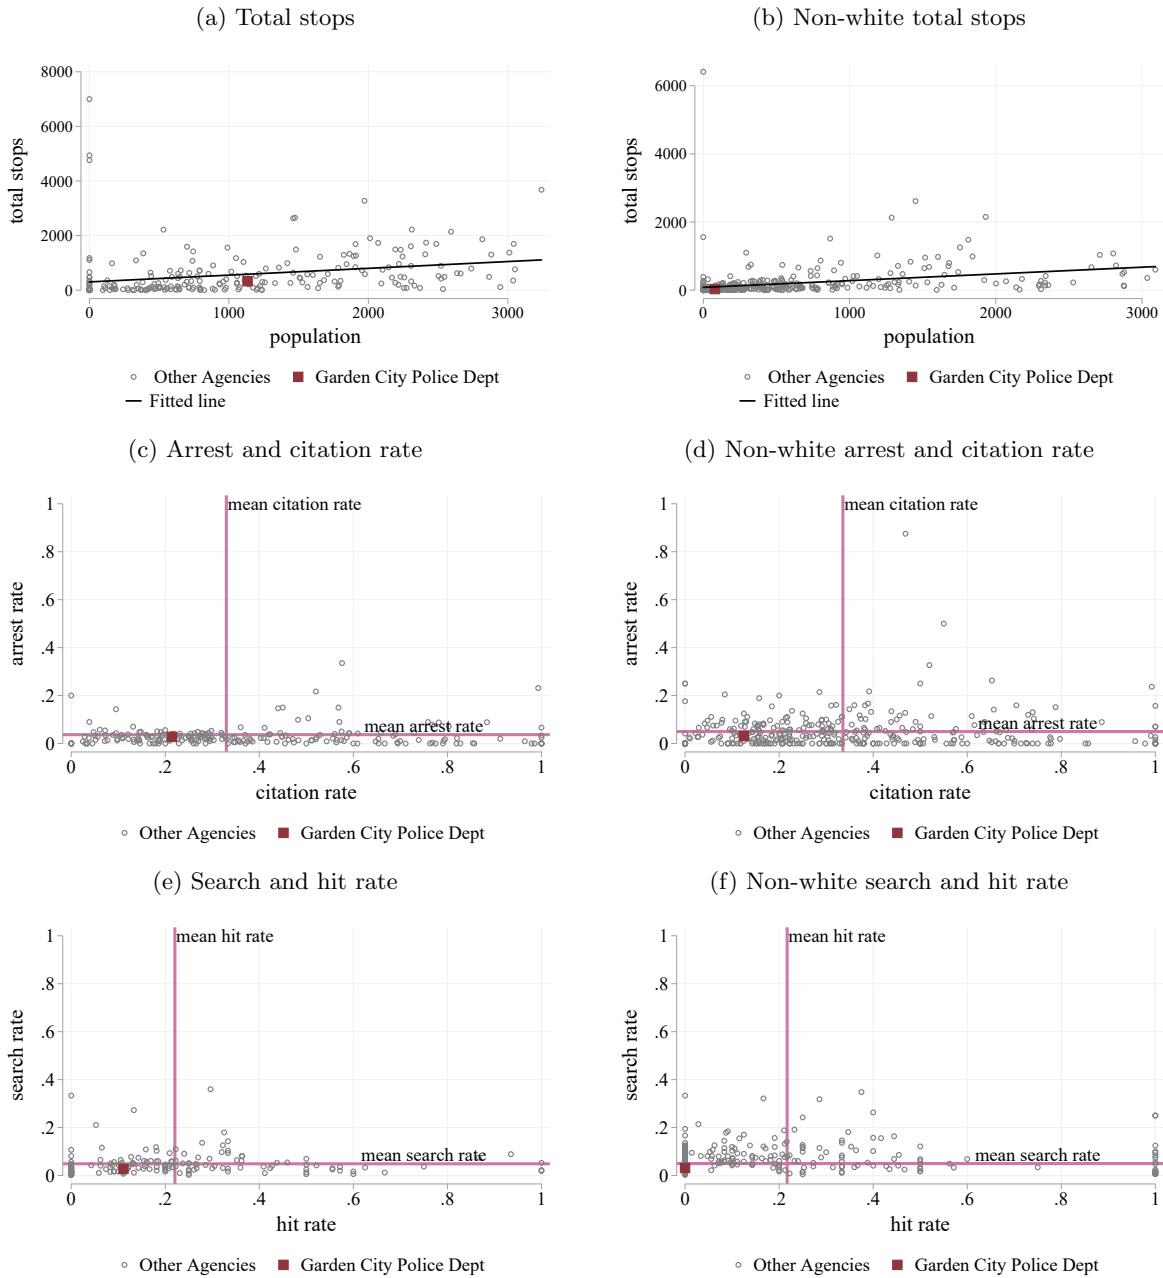 (a) Total stops
(b) Non-white total stops
total stops
8000
6000
4000
2000
0
0 1000 2000 3000
population
Other Agencies Garden City Police Dept
Fitted line
total stops
6000
4000
2000
0
0 1000 2000 3000
population
Other Agencies Garden City Police Dept
Fitted line
(c) Arrest and citation rate
(d) Non-white arrest and citation rate
arrest rate
1
.8
.6
.4
.2
0
mean citation rate
mean arrest rate
0 .2 .4 .6 .8 1
citation rate
Other Agencies Garden City Police Dept
arrest rate
1
.8
.6
.4
.2
0
mean citation rate
mean arrest rate
0 .2 .4 .6 .8 1
citation rate
Other Agencies Garden City Police Dept
(e) Search and hit rate
(f) Non-white search and hit rate
search rate
1
.8
.6
.4
.2
0
mean hit rate
mean search rate
0 .2 .4 .6 .8 1
hit rate
Other Agencies Garden City Police Dept
search rate
1
.8
.6
.4
.2
0
mean hit rate
mean search rate
0 .2 .4 .6 .8 1
hit rate
Other Agencies Garden City Police Dept